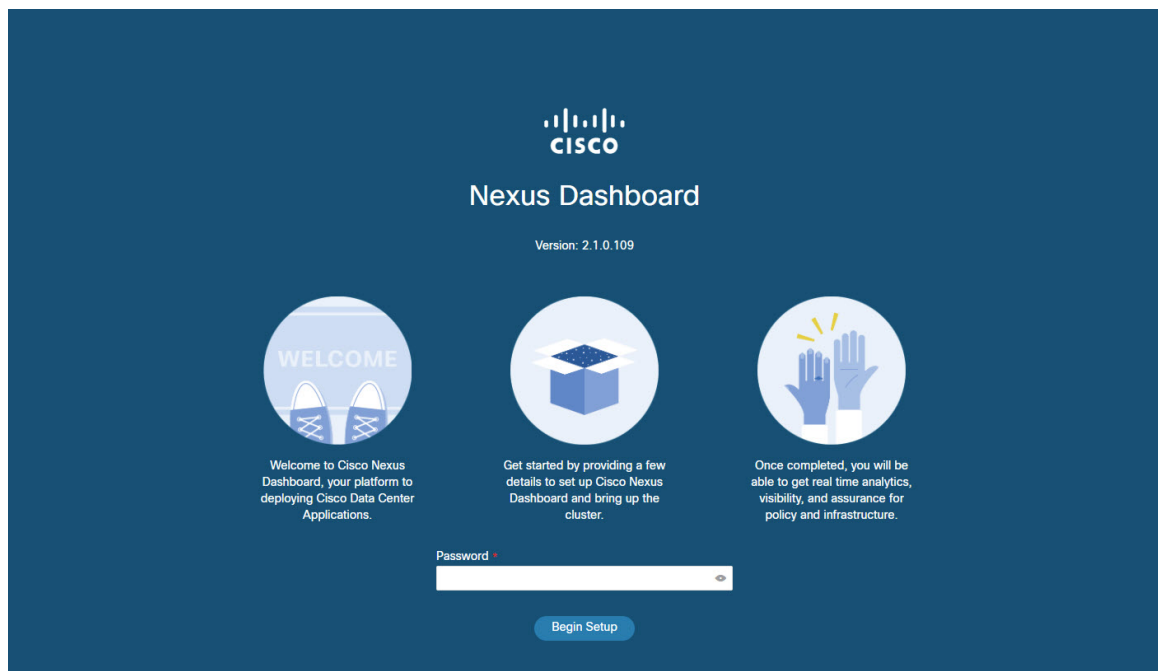 CISCO
Nexus Dashboard
Version: 2.1.0.109
WELCOME
Welcome to Cisco Nexus
Dashboard, your platform to
deploying Cisco Data Center
Applications.
Get started by providing a few
details to set up Cisco Nexus
Dashboard and bring up the
cluster.
Once completed, you will be
able to get real time analytics,
visibility, and assurance for
policy and infrastructure.
Password *
Begin Setup